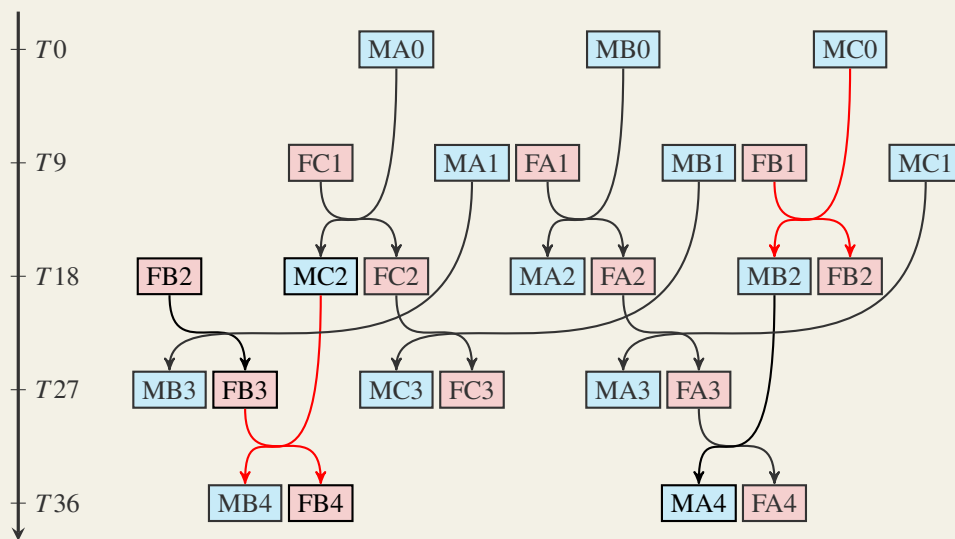 T0 MA0 MB0 MC0
T9 FC1 MA1 FA1 MB1 FB1 MC1
T18 FB2 MC2 FC2 MA2 FA2 MB2 FB2
T27 MB3 FB3 MC3 FC3 MA3 FA3
T36 MB4 FB4 MA4 FA4